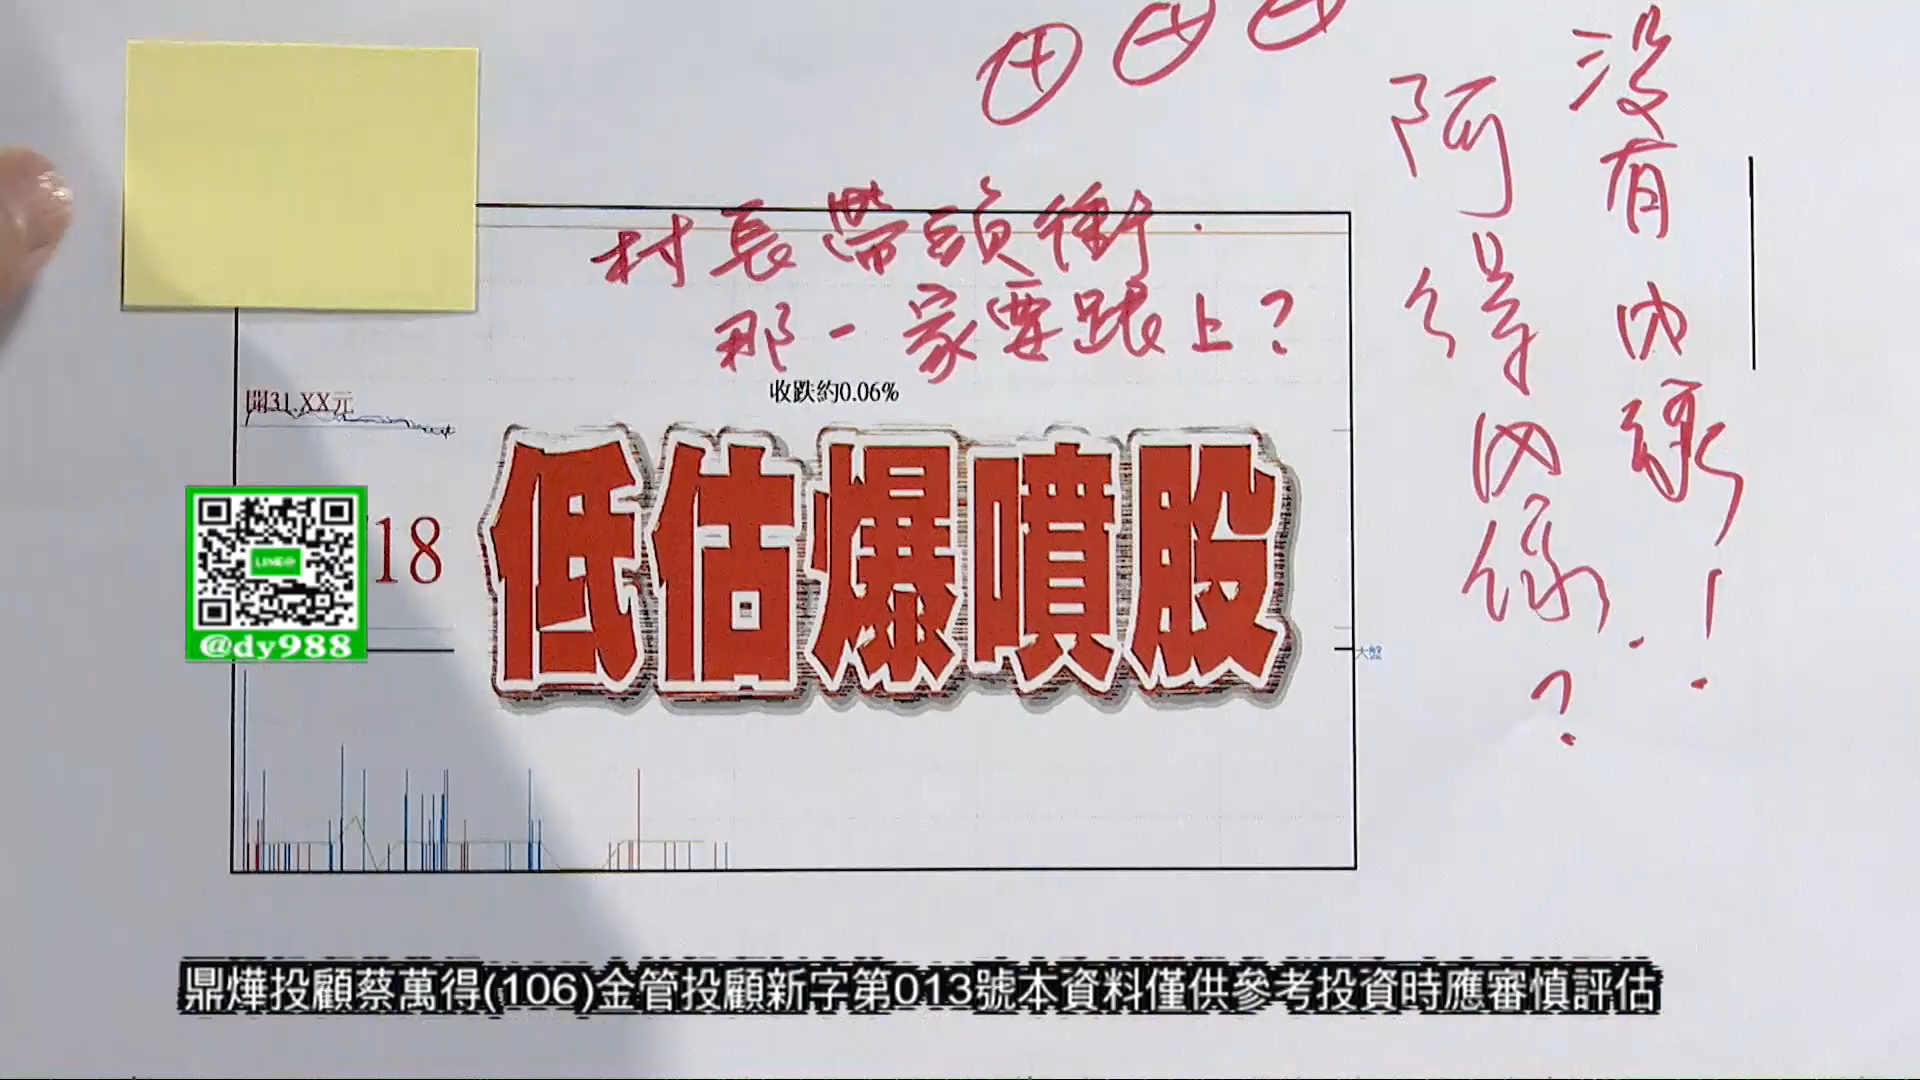 村長帶頭衝.
那一家要跟上?
沒有內線!
阿得內線.?
收跌約0.06%
開31.XX元
18
低估爆噴股
大盤
LINE@
@dy988
鼎燁投顧蔡萬得(106)金管投顧新字第013號本資料僅供參考投資時應審慎評估